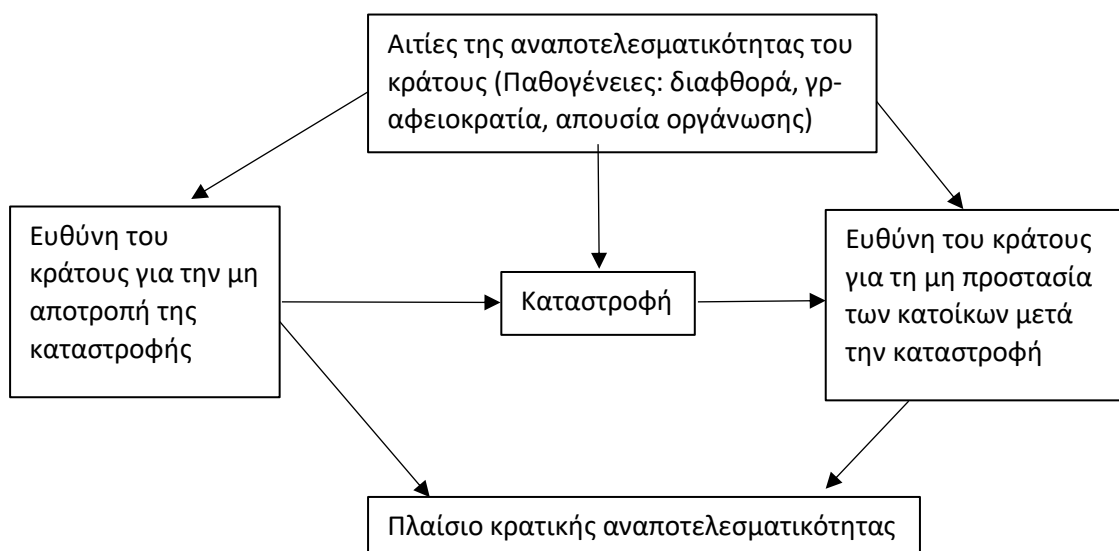 Αιτίες της αναποτελεσματικότητας του
κράτους (Παθογένειες: διαφθορά, γρ-
αφειοκρατία, απουσία οργάνωσης)
Ευθύνη του
κράτους για την μη
αποτροπή της
καταστροφής
Καταστροφή
Ευθύνη του κράτους
για τη μη προστασία
των κατοίκων μετά
την καταστροφή
Πλαίσιο κρατικής αναποτελεσματικότητας